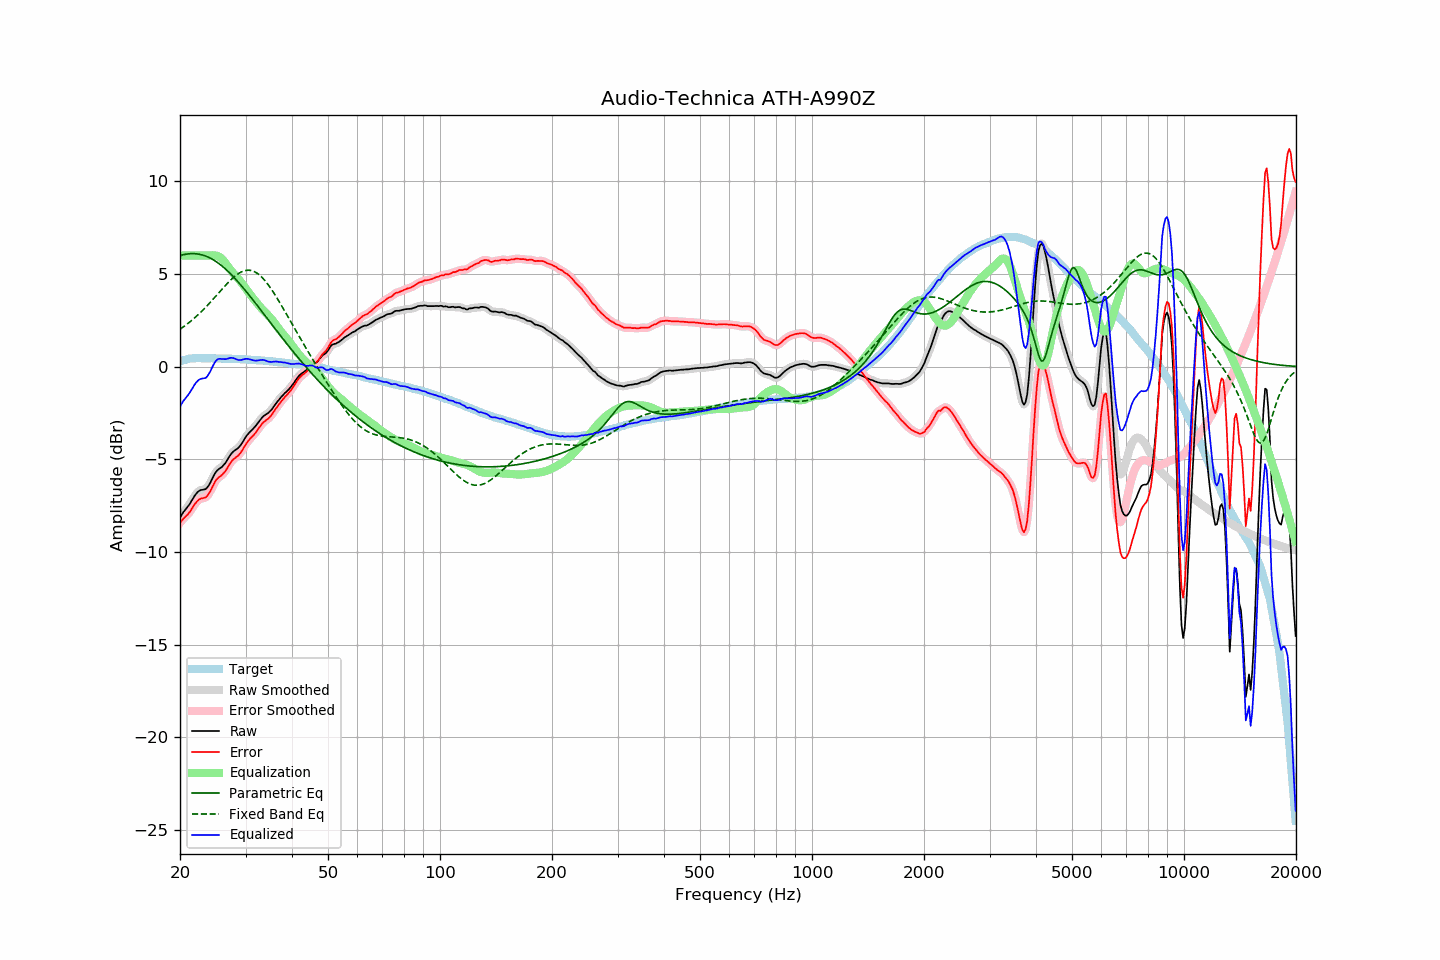 Audio-Technica ATH-A990Z
Amplitude (dBr)
10
5
0
−5
−10
−15
−20
−25
Target
Raw Smoothed
Error Smoothed
Raw
Error
Equalization
Parametric Eq
Fixed Band Eq
Equalized
20
50
100
200
500
1000
2000
5000
10000
20000
Frequency (Hz)